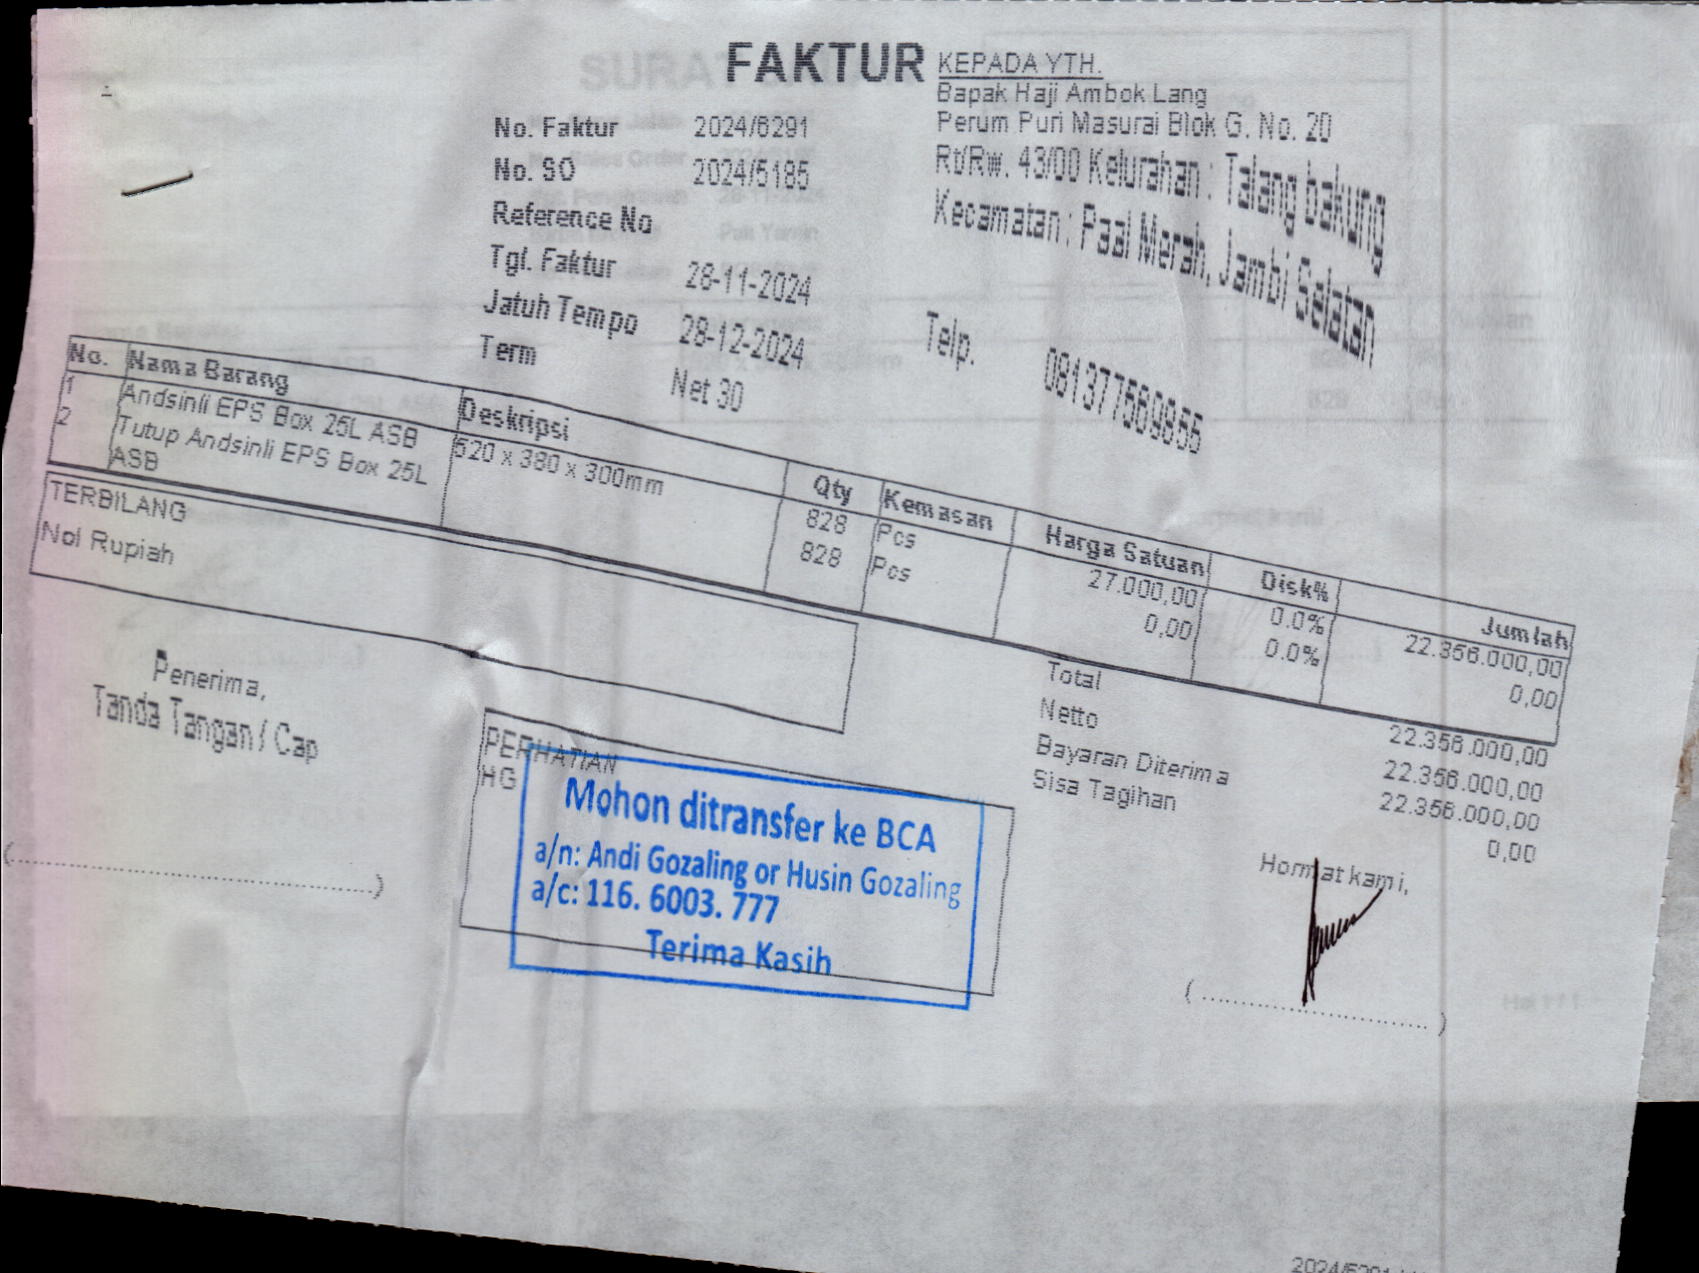 FAKTUR
KEPADA YTH.
Bapak Haji Ambok Lang
Perum Puri Masurai Blok G. No. 20
Rt/Rw. 43/00 Kelurahan : Talang bakung
Kecamatan : Paal Merah, Jambi Selatan
Telp. 081377569855
No. Faktur 2024/6291
No. SO 2024/5185
Reference No
Tgl. Faktur 28-11-2024
Jatuh Tempo 28-12-2024
Term Net 30
No. Nama Barang Deskripsi Qty Kemasan Harga Satuan Disk% Jumlah
1 Andsinli EPS Box 25L ASB 520 x 380 x 300mm 828 Pcs 27.000,00 0.0% 22.356.000,00
2 Tutup Andsinli EPS Box 25L 828 Pcs 0,00 0.0% 0,00
ASB
TERBILANG
Nol Rupiah
Total 22.356.000,00
Netto 22.356.000,00
Bayaran Diterima 22.356.000,00
Sisa Tagihan 0,00
Penerima,
Tanda Tangan / Cap
(..............................)
PERHATIAN
HG
Mohon ditransfer ke BCA
a/n: Andi Gozaling or Husin Gozaling
a/c: 116. 6003. 777
Terima Kasih
Hormat kami,
(..............................)